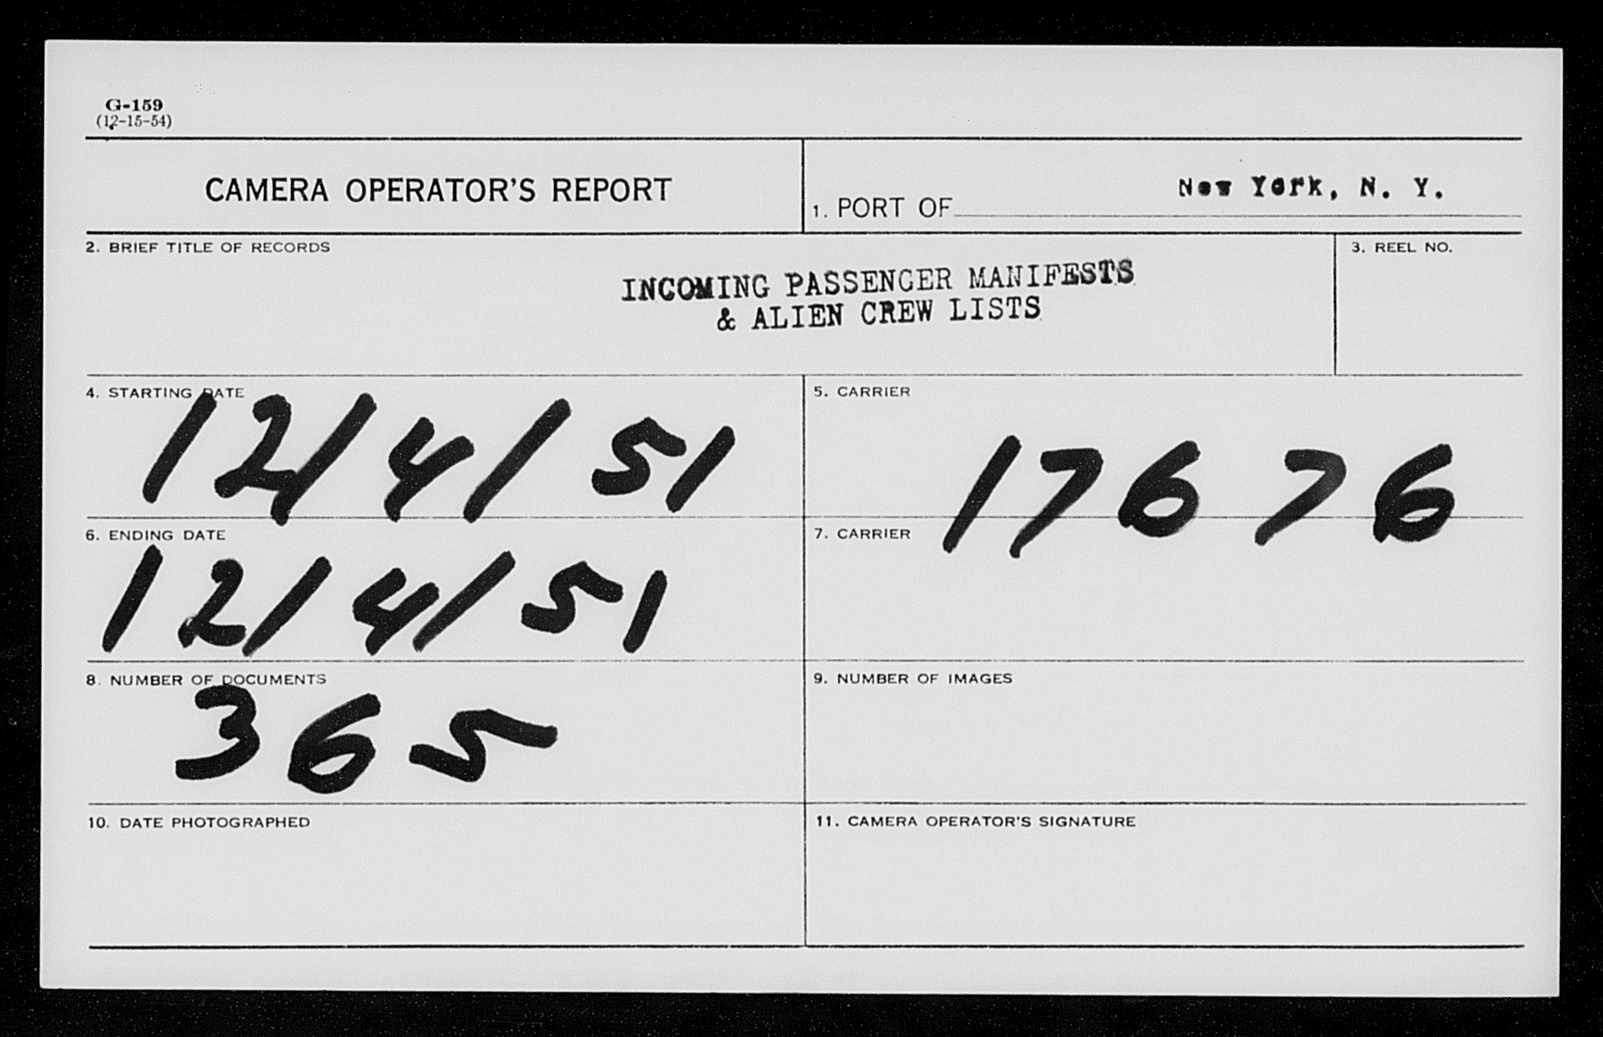 G-159
(12-15-54)
CAMERA OPERATOR'S REPORT
1. PORT OF New York, N. Y.
2. BRIEF TITLE OF RECORDS
INCOMING PASSENGER MANIFESTS
& ALIEN CREW LISTS
3. REEL NO.
4. STARTING DATE
12/4/51
5. CARRIER
17676
6. ENDING DATE
12/4/51
7. CARRIER
8. NUMBER OF DOCUMENTS
365
9. NUMBER OF IMAGES
10. DATE PHOTOGRAPHED
11. CAMERA OPERATOR'S SIGNATURE